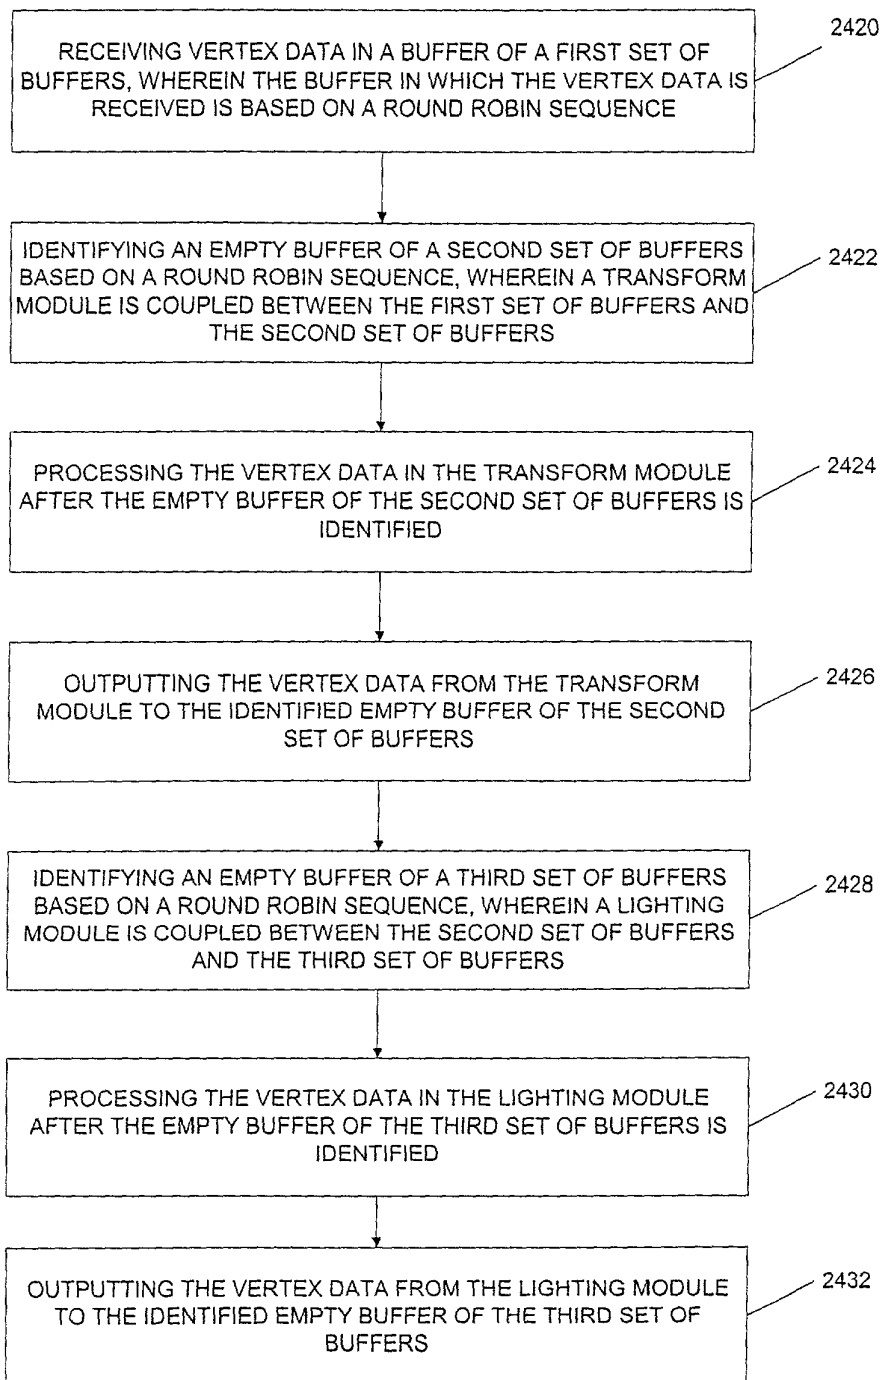 2420
RECEIVING VERTEX DATA IN A BUFFER OF A FIRST SET OF
BUFFERS, WHEREIN THE BUFFER IN WHICH THE VERTEX DATA IS
RECEIVED IS BASED ON A ROUND ROBIN SEQUENCE
2422
IDENTIFYING AN EMPTY BUFFER OF A SECOND SET OF BUFFERS
BASED ON A ROUND ROBIN SEQUENCE, WHEREIN A TRANSFORM
MODULE IS COUPLED BETWEEN THE FIRST SET OF BUFFERS AND
THE SECOND SET OF BUFFERS
2424
PROCESSING THE VERTEX DATA IN THE TRANSFORM MODULE
AFTER THE EMPTY BUFFER OF THE SECOND SET OF BUFFERS IS
IDENTIFIED
2426
OUTPUTTING THE VERTEX DATA FROM THE TRANSFORM
MODULE TO THE IDENTIFIED EMPTY BUFFER OF THE SECOND
SET OF BUFFERS
2428
IDENTIFYING AN EMPTY BUFFER OF A THIRD SET OF BUFFERS
BASED ON A ROUND ROBIN SEQUENCE, WHEREIN A LIGHTING
MODULE IS COUPLED BETWEEN THE SECOND SET OF BUFFERS
AND THE THIRD SET OF BUFFERS
2430
PROCESSING THE VERTEX DATA IN THE LIGHTING MODULE
AFTER THE EMPTY BUFFER OF THE THIRD SET OF BUFFERS IS
IDENTIFIED
2432
OUTPUTTING THE VERTEX DATA FROM THE LIGHTING MODULE
TO THE IDENTIFIED EMPTY BUFFER OF THE THIRD SET OF
BUFFERS